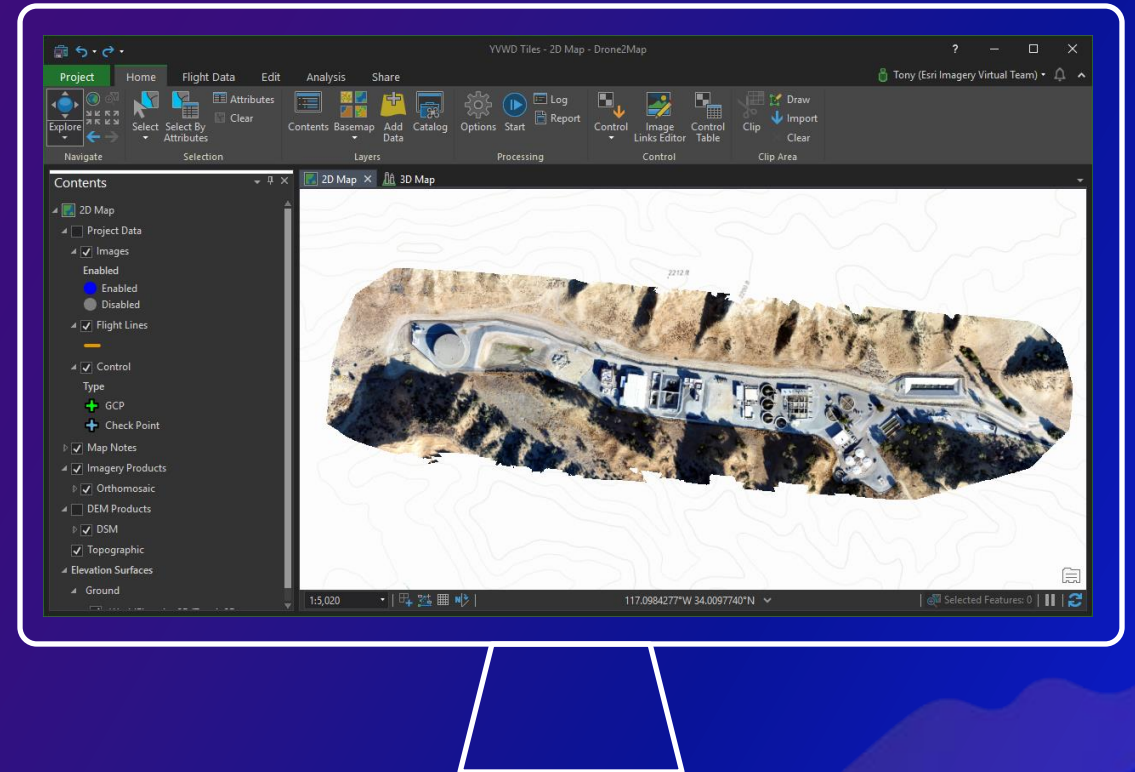 YVWD Tiles - 2D Map - Drone2Map
?
Project Home Flight Data Edit Analysis Share
Tony (Esri Imagery Virtual Team)
Explore
Select
Select By
Attributes
Attributes
Clear
Contents
Basemap
Add
Data
Catalog
Options
Start
Log
Report
Control
Image
Links Editor
Control
Table
Clip
Draw
Import
Clear
Navigate Selection Layers Processing Control Clip Area
Contents
2D Map
3D Map
2D Map
Project Data
Images
Enabled
Enabled
Disabled
Flight Lines
Control
Type
GCP
Check Point
Map Notes
Imagery Products
Orthomosaic
DEM Products
DSM
Topographic
Elevation Surfaces
Ground
1:5,020
117.0984277°W 34.0097740°N
Selected Features: 0